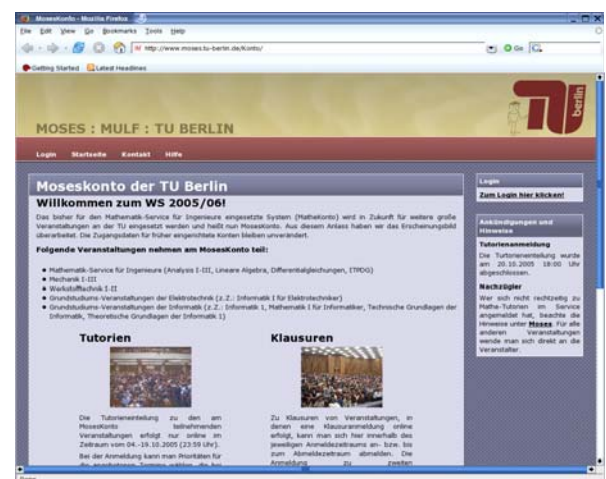 MosesKonto - Mozilla Firefox
File Edit View Go Bookmarks Tools Help
http://www.moses.tu-berlin.de/Konto/
Go
Getting Started Latest Headlines
MOSES : MULF : TU BERLIN
TU berlin
Login Startseite Kontakt Hilfe
Moseskonto der TU Berlin
Willkommen zum WS 2005/06!
Das bisher für den Mathematik-Service für Ingenieure eingesetzte System (MatheKonto) wird in Zukunft für weitere große
Veranstaltungen an der TU eingesetzt werden und heißt nun MosesKonto. Aus diesem Anlass haben wir das Erscheinungsbild
überarbeitet. Die Zugangsdaten für früher eingerichtete Konten bleiben unverändert.
Folgende Veranstaltungen nehmen am MosesKonto teil:
Mathematik-Service für Ingenieure (Analysis I-III, Lineare Algebra, Differentialgleichungen, ITPDG)
Mechanik I-III
Werkstofftechnik I-II
Grundstudiums-Veranstaltungen der Elektrotechnik (z.Z.: Informatik I für Elektrotechniker)
Grundstudiums-Veranstaltungen der Informatik (z.Z.: Informatik 1, Mathematik I für Informatiker, Technische Grundlagen der
Informatik, Theoretische Grundlagen der Informatik 1)
Tutorien
Die Tutorieneinteilung zu den am
MosesKonto teilnehmenden
Veranstaltungen erfolgt nur online im
Zeitraum vom 04.-19.10.2005 (23:59 Uhr).
Bei der Anmeldung kann man Prioritäten für
die angebotenen Termine wählen, die bei
Klausuren
Zu Klausuren von Veranstaltungen, in
denen eine Klausuranmeldung online
erfolgt, kann man sich hier innerhalb des
jeweiligen Anmeldezeitraums an- bzw. bis
zum Abmeldezeitraum abmelden. Die
Anmeldung zu zweiten
Login
Zum Login hier klicken!
Ankündigungen und
Hinweise
Tutorienanmeldung
Die Turtorieneinteilung wurde
am 20.10.2005 18:00 Uhr
abgeschlossen.
Nachzügler
Wer sich nicht rechtzeitig zu
Mathe-Tutorien im Service
angemeldet hat, beachte die
Hinweise unter Moses. Für alle
anderen Veranstaltungen
wende man sich direkt an die
Veranstalter.